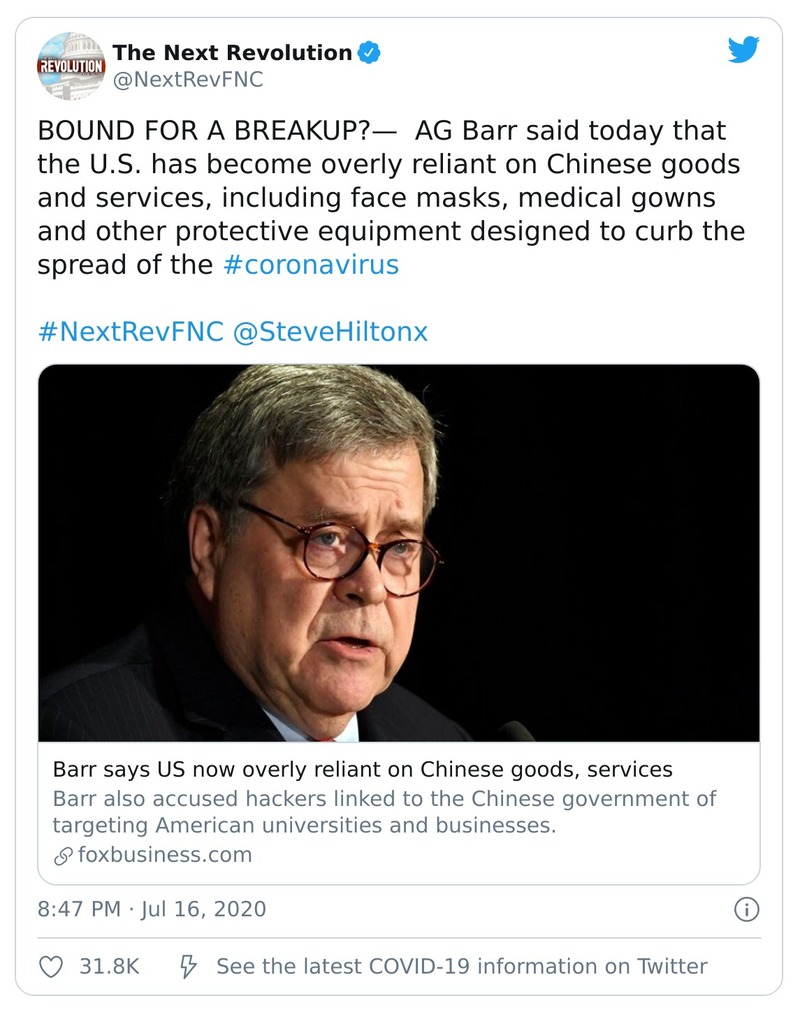 REVOLUTION
The Next Revolution
@NextRevFNC
BOUND FOR A BREAKUP?—  AG Barr said today that
the U.S. has become overly reliant on Chinese goods
and services, including face masks, medical gowns
and other protective equipment designed to curb the
spread of the #coronavirus
#NextRevFNC @SteveHiltonx
Barr says US now overly reliant on Chinese goods, services
Barr also accused hackers linked to the Chinese government of
targeting American universities and businesses.
foxbusiness.com
8:47 PM · Jul 16, 2020
31.8K See the latest COVID-19 information on Twitter